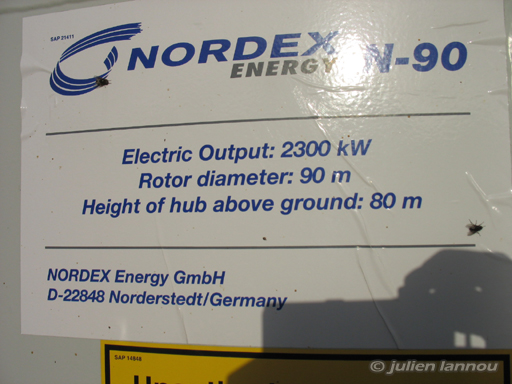 SAP 21411
NORDEX N-90
ENERGY
Electric Output: 2300 kW
Rotor diameter: 90 m
Height of hub above ground: 80 m
NORDEX Energy GmbH
D-22848 Norderstedt/Germany
SAP 14848
© julien lannou